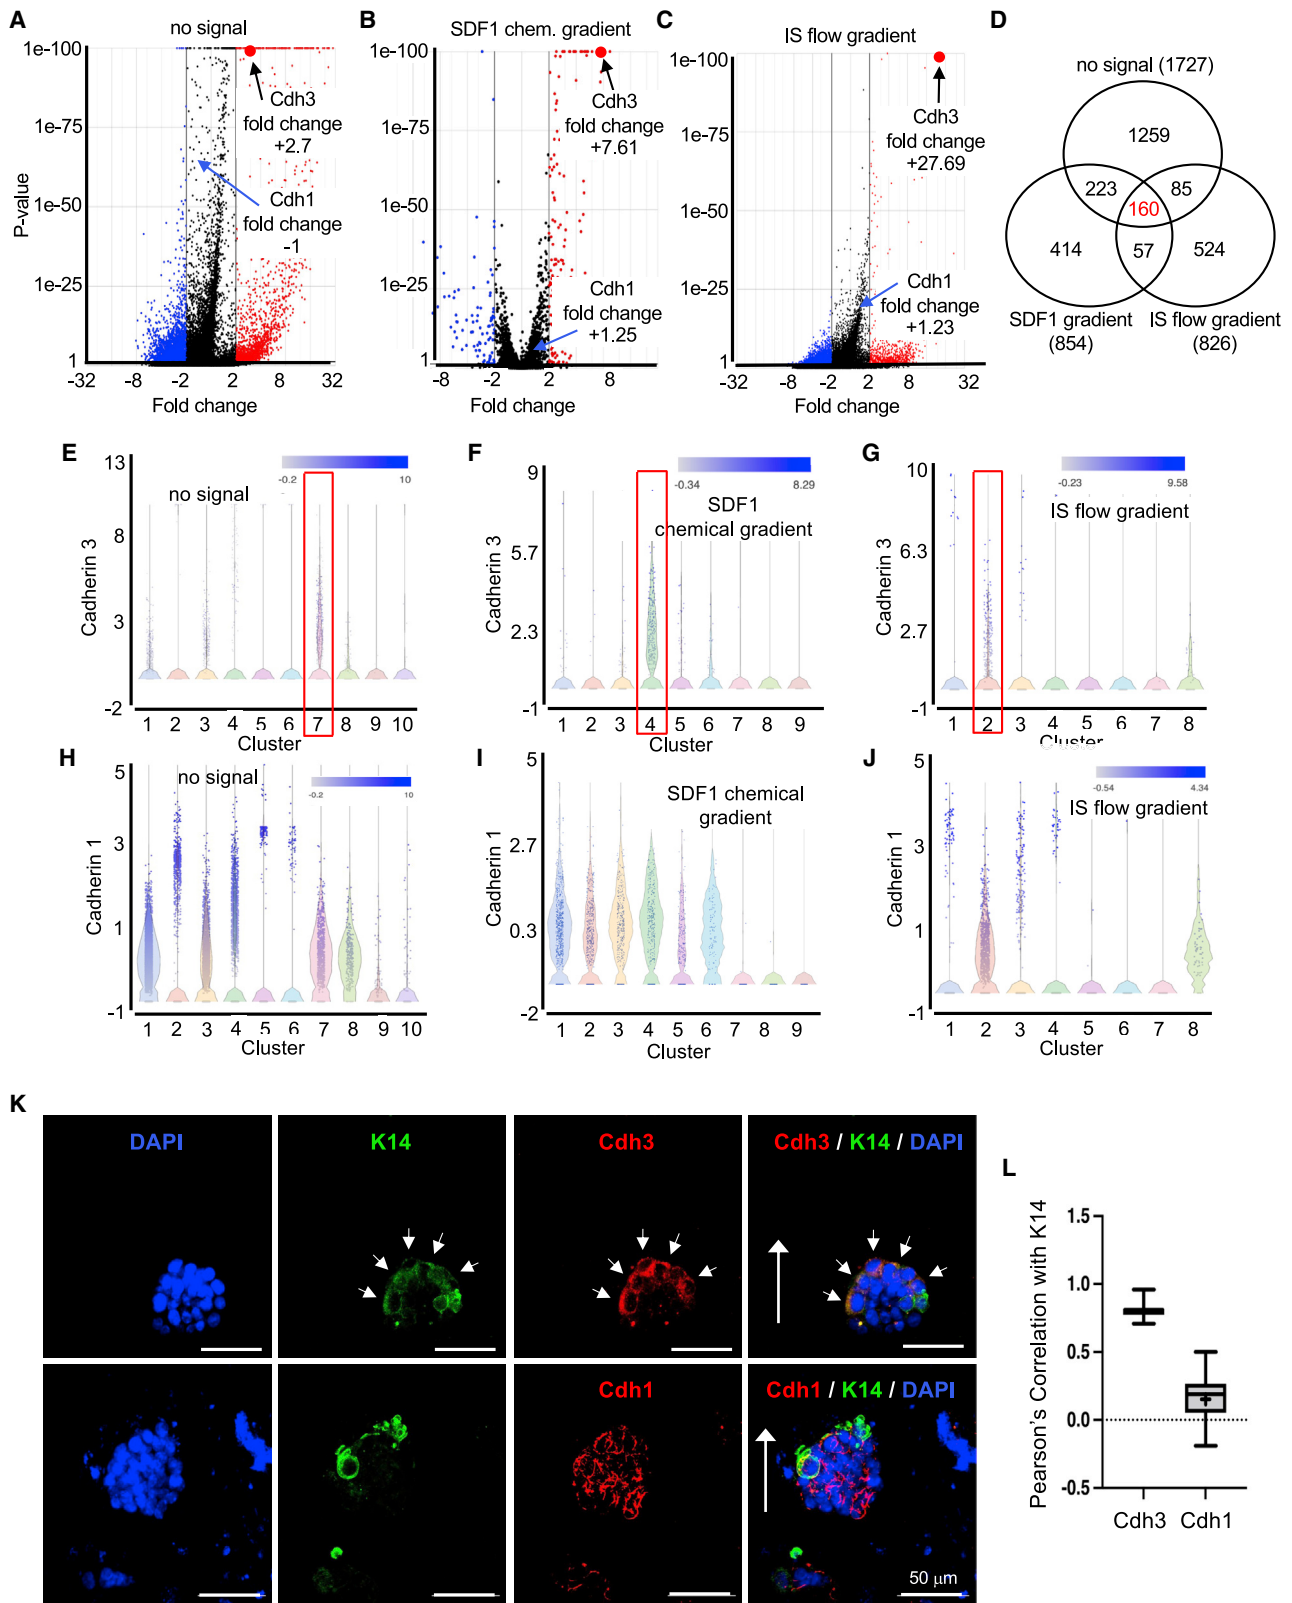 A
no signal
1e-100
1e-75
1e-50
1e-25
1
P-value
Cdh3
fold change
+2.7
Cdh1
fold change
-1
-32
-8
-2
2
8
32
Fold change
B
SDF1 chem. gradient
1e-100
1e-75
1e-50
1e-25
1
Cdh3
fold change
+7.61
Cdh1
fold change
+1.25
-8
-2
2
8
Fold change
C
IS flow gradient
1e-100
1e-75
1e-50
1e-25
1
Cdh3
fold change
+27.69
Cdh1
fold change
+1.23
-32
-8
-2
2
8
32
Fold change
D
no signal (1727)
1259
223
85
160
414
57
524
SDF1 gradient
(854)
IS flow gradient
(826)
E
13
8
3
-2
Cadherin 3
no signal
-0.2
10
1 2 3 4 5 6 7 8 9 10
Cluster
F
9
5.7
2.3
-1
Cadherin 3
-0.34
8.29
SDF1
chemical gradient
1 2 3 4 5 6 7 8 9
Cluster
G
10
6.3
2.7
-1
Cadherin 3
-0.23
9.58
IS flow gradient
1 2 3 4 5 6 7 8
H
5
3
1
-1
Cadherin 1
no signal
-0.2
10
1 2 3 4 5 6 7 8 9 10
Cluster
I
5
2.7
0.3
-2
Cadherin 1
SDF1 chemical
gradient
1 2 3 4 5 6 7 8 9
Cluster
J
5
3
1
-1
Cadherin 1
-0.54
4.34
IS flow gradient
1 2 3 4 5 6 7 8
Cluster
K
DAPI
K14
Cdh3
Cdh3 / K14 / DAPI
Cdh1
Cdh1 / K14 / DAPI
50 μm
L
Pearson's Correlation with K14
1.5
1.0
0.5
0.0
-0.5
Cdh3
Cdh1